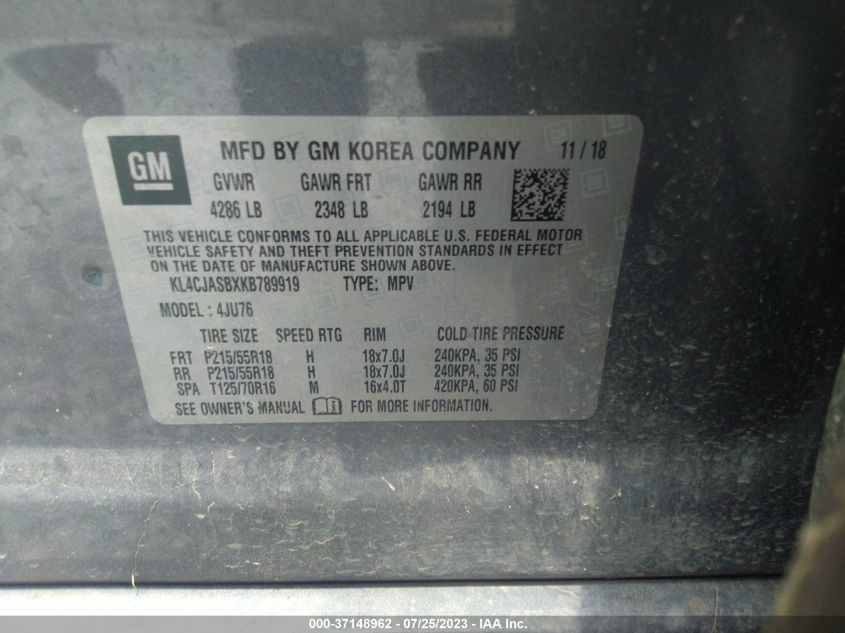 GM MFD BY GM KOREA COMPANY 11 / 18
GVWR GAWR FRT GAWR RR
4286 LB 2348 LB 2194 LB
THIS VEHICLE CONFORMS TO ALL APPLICABLE U.S. FEDERAL MOTOR
VEHICLE SAFETY AND THEFT PREVENTION STANDARDS IN EFFECT
ON THE DATE OF MANUFACTURE SHOWN ABOVE.
KL4CJASBXKB789919 TYPE: MPV
MODEL : 4JU76
TIRE SIZE SPEED RTG RIM COLD TIRE PRESSURE
FRT P215/55R18 H 18x7.0J 240KPA, 35 PSI
RR P215/55R18 H 18x7.0J 240KPA, 35 PSI
SPA T125/70R16 M 16x4.0T 420KPA, 60 PSI
SEE OWNER'S MANUAL FOR MORE INFORMATION.
000-37148962 - 07/25/2023 - IAA Inc.